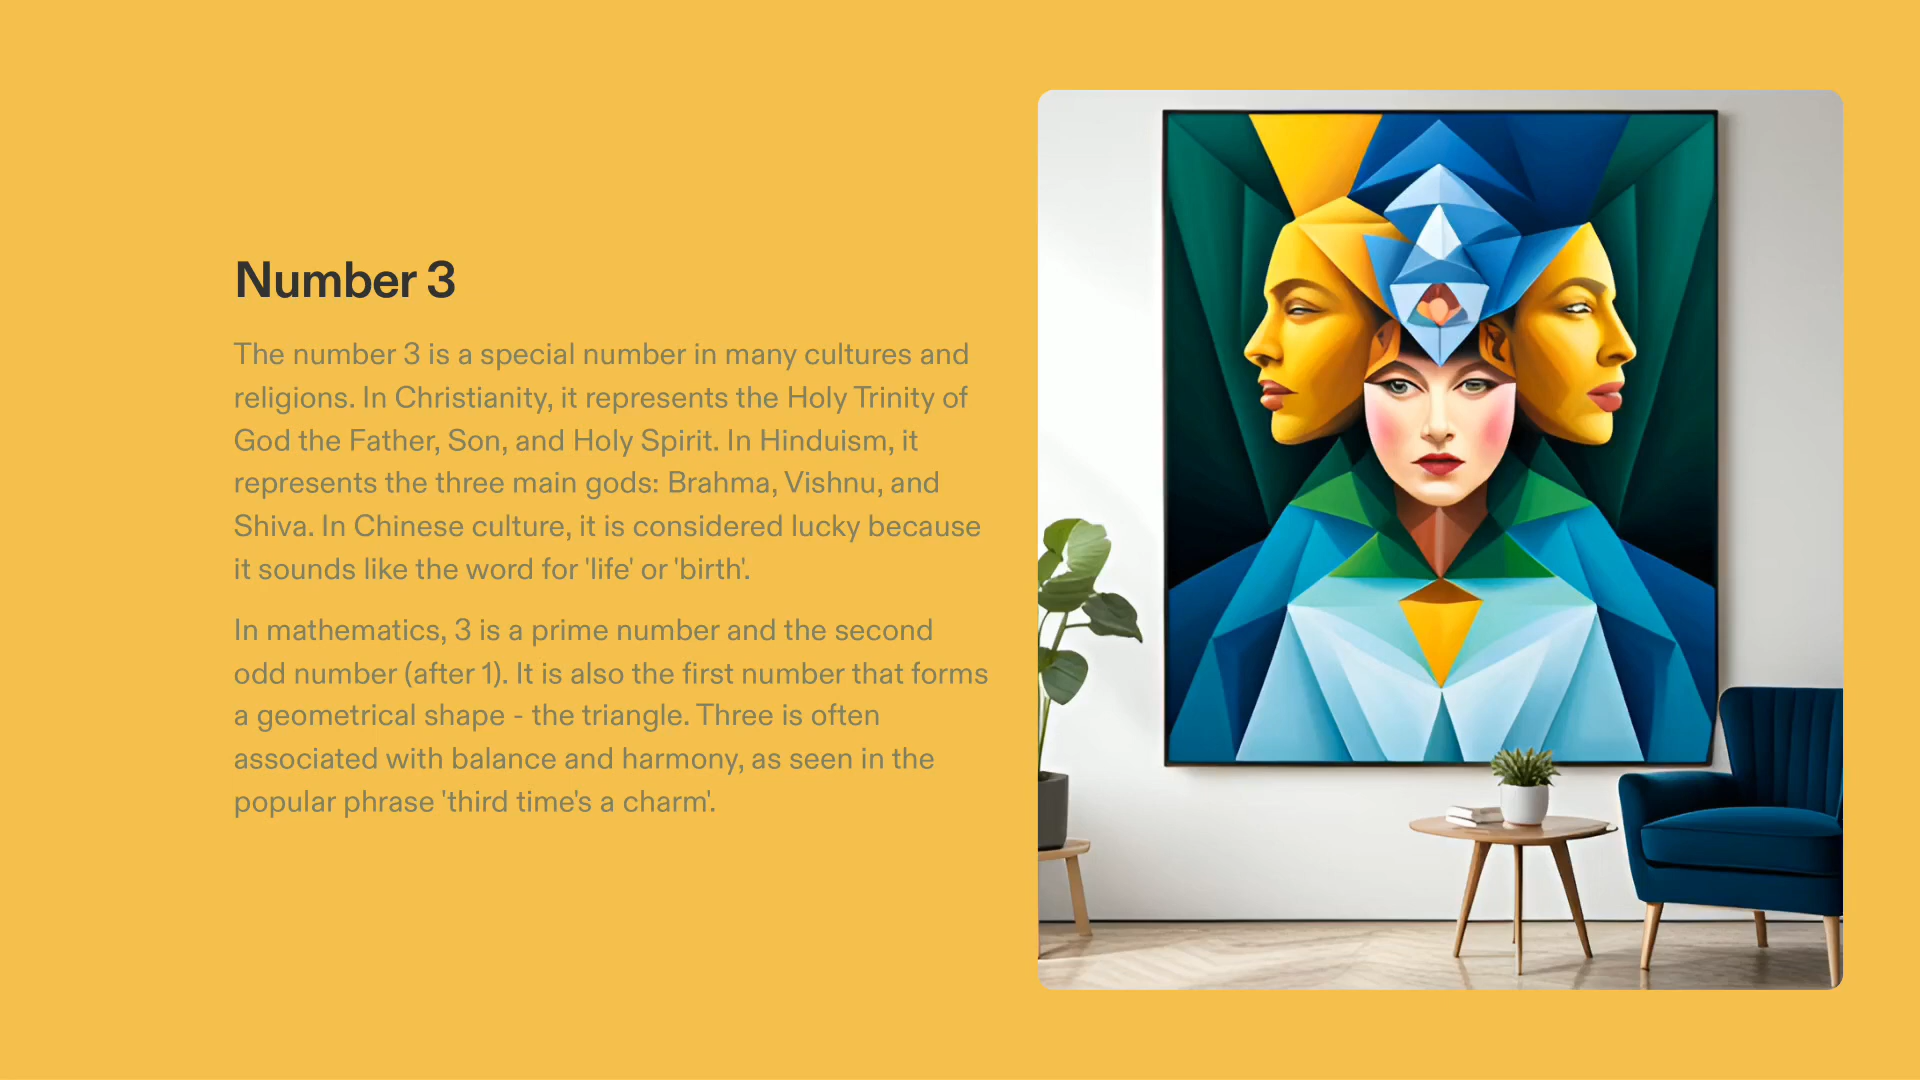 Number 3
The number 3 is a special number in many cultures and
religions. In Christianity, it represents the Holy Trinity of
God the Father, Son, and Holy Spirit. In Hinduism, it
represents the three main gods: Brahma, Vishnu, and
Shiva. In Chinese culture, it is considered lucky because
it sounds like the word for 'life' or 'birth'.
In mathematics, 3 is a prime number and the second
odd number (after 1). It is also the first number that forms
a geometrical shape - the triangle. Three is often
associated with balance and harmony, as seen in the
popular phrase 'third time's a charm'.